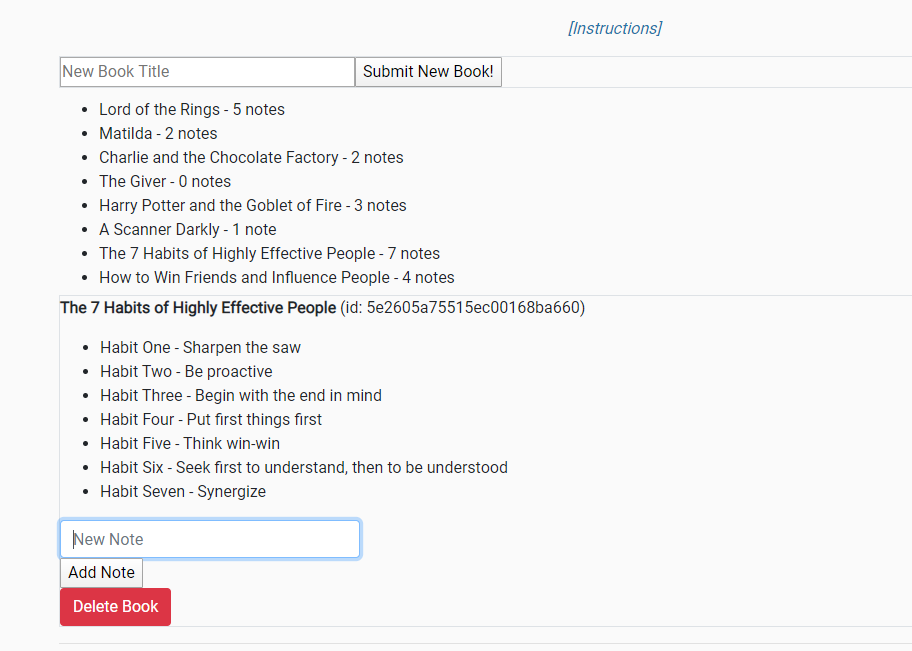 [Instructions]
New Book Title Submit New Book!
Lord of the Rings - 5 notes
Matilda - 2 notes
Charlie and the Chocolate Factory - 2 notes
The Giver - 0 notes
Harry Potter and the Goblet of Fire - 3 notes
A Scanner Darkly - 1 note
The 7 Habits of Highly Effective People - 7 notes
How to Win Friends and Influence People - 4 notes
The 7 Habits of Highly Effective People (id: 5e2605a75515ec00168ba660)
Habit One - Sharpen the saw
Habit Two - Be proactive
Habit Three - Begin with the end in mind
Habit Four - Put first things first
Habit Five - Think win-win
Habit Six - Seek first to understand, then to be understood
Habit Seven - Synergize
New Note
Add Note
Delete Book